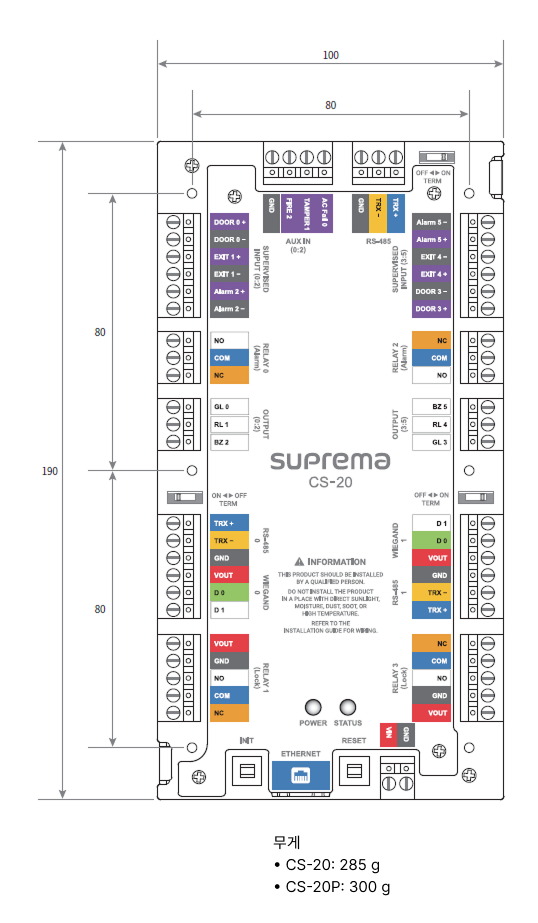 100
80
OFF ◀▶ ON
TERM
GND
FIRE 2
TAMPER 1
AC Fail 0
AUX IN
(0:2)
GND
TRX −
TRX +
RS-485
DOOR 0 +
DOOR 0 −
EXIT 1 +
EXIT 1 −
Alarm 2 +
Alarm 2 −
SUPERVISED
INPUT (0:2)
Alarm 5 −
Alarm 5 +
EXIT 4 −
EXIT 4 +
DOOR 3 −
DOOR 3 +
SUPERVISED
INPUT (3:5)
80
190
NO
COM
NC
RELAY 0
(Alarm)
NC
COM
NO
RELAY 2
(Alarm)
GL 0
RL 1
BZ 2
OUTPUT
(0:2)
BZ 5
RL 4
GL 3
OUTPUT
(3:5)
suprema
CS-20
ON ◀▶ OFF
TERM
OFF ◀▶ ON
TERM
TRX +
TRX −
GND
VOUT
D 0
D 1
RS-485
0
WIEGAND
0
D 1
D 0
VOUT
GND
TRX −
TRX +
WIEGAND
1
RS-485
1
INFORMATION
THIS PRODUCT SHOULD BE INSTALLED
BY A QUALIFIED PERSON.
DO NOT INSTALL THE PRODUCT
IN A PLACE WITH DIRECT SUNLIGHT,
MOISTURE, DUST, SOOT, OR
HIGH TEMPERATURE.
REFER TO THE
INSTALLATION GUIDE FOR WIRING.
80
VOUT
GND
NO
COM
NC
RELAY 1
(Lock)
NC
COM
NO
GND
VOUT
RELAY 3
(Lock)
POWER STATUS
VIN
GND
INIT
ETHERNET
RESET
무게
• CS-20: 285 g
• CS-20P: 300 g